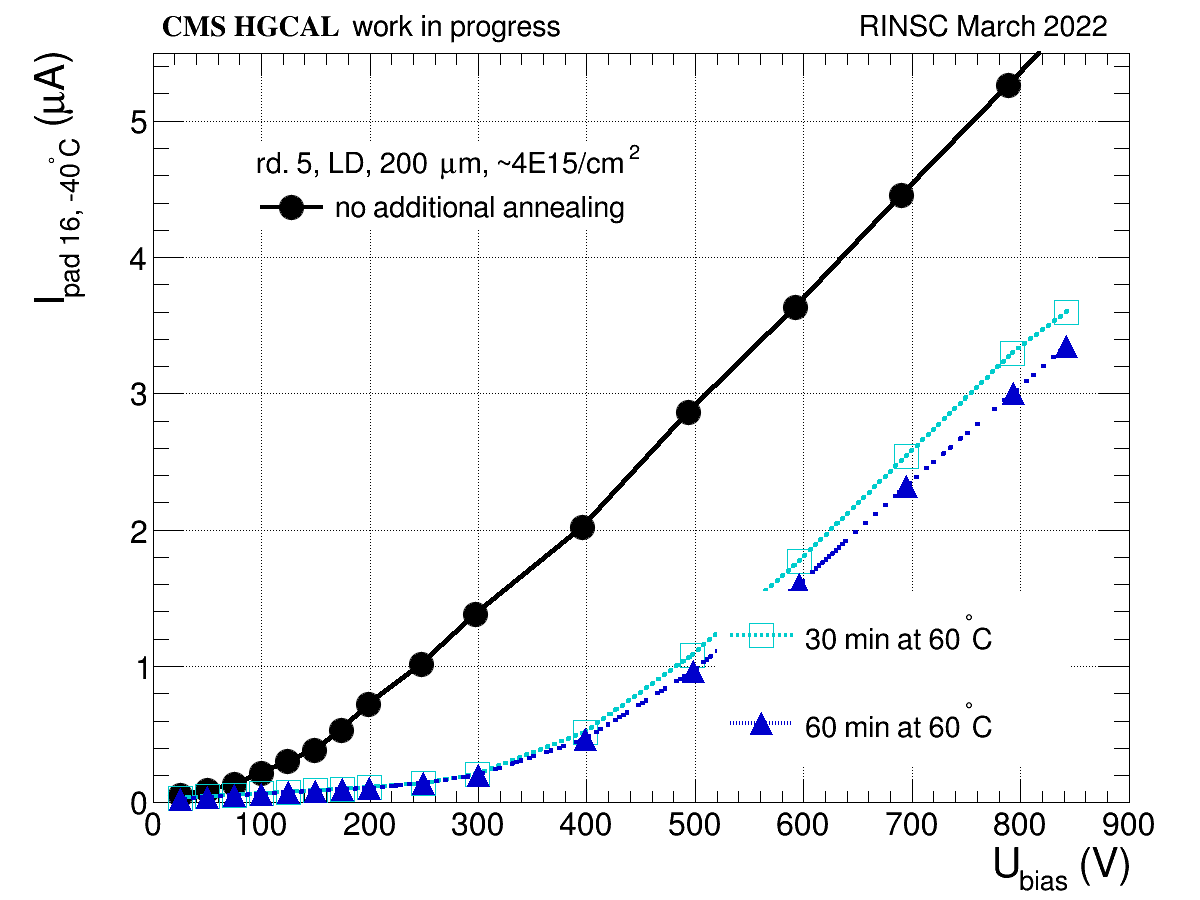 CMS HGCAL work in progress RINSC March 2022
I pad 16, -40°C (μA)
rd. 5, LD, 200 μm, ~4E15/cm²
no additional annealing
5
4
3
2
1
0
30 min at 60°C
60 min at 60°C
0 100 200 300 400 500 600 700 800 900
U bias (V)